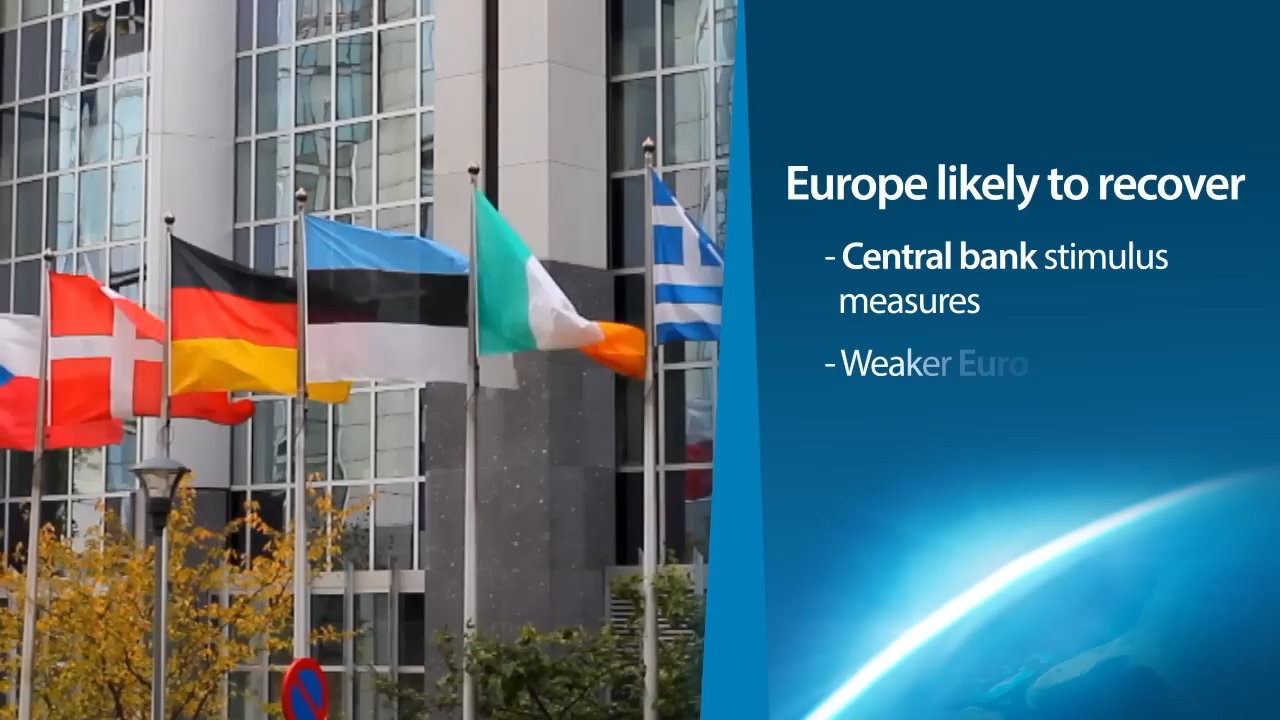 Europe likely to recover
- Central bank stimulus
measures
- Weaker Euro